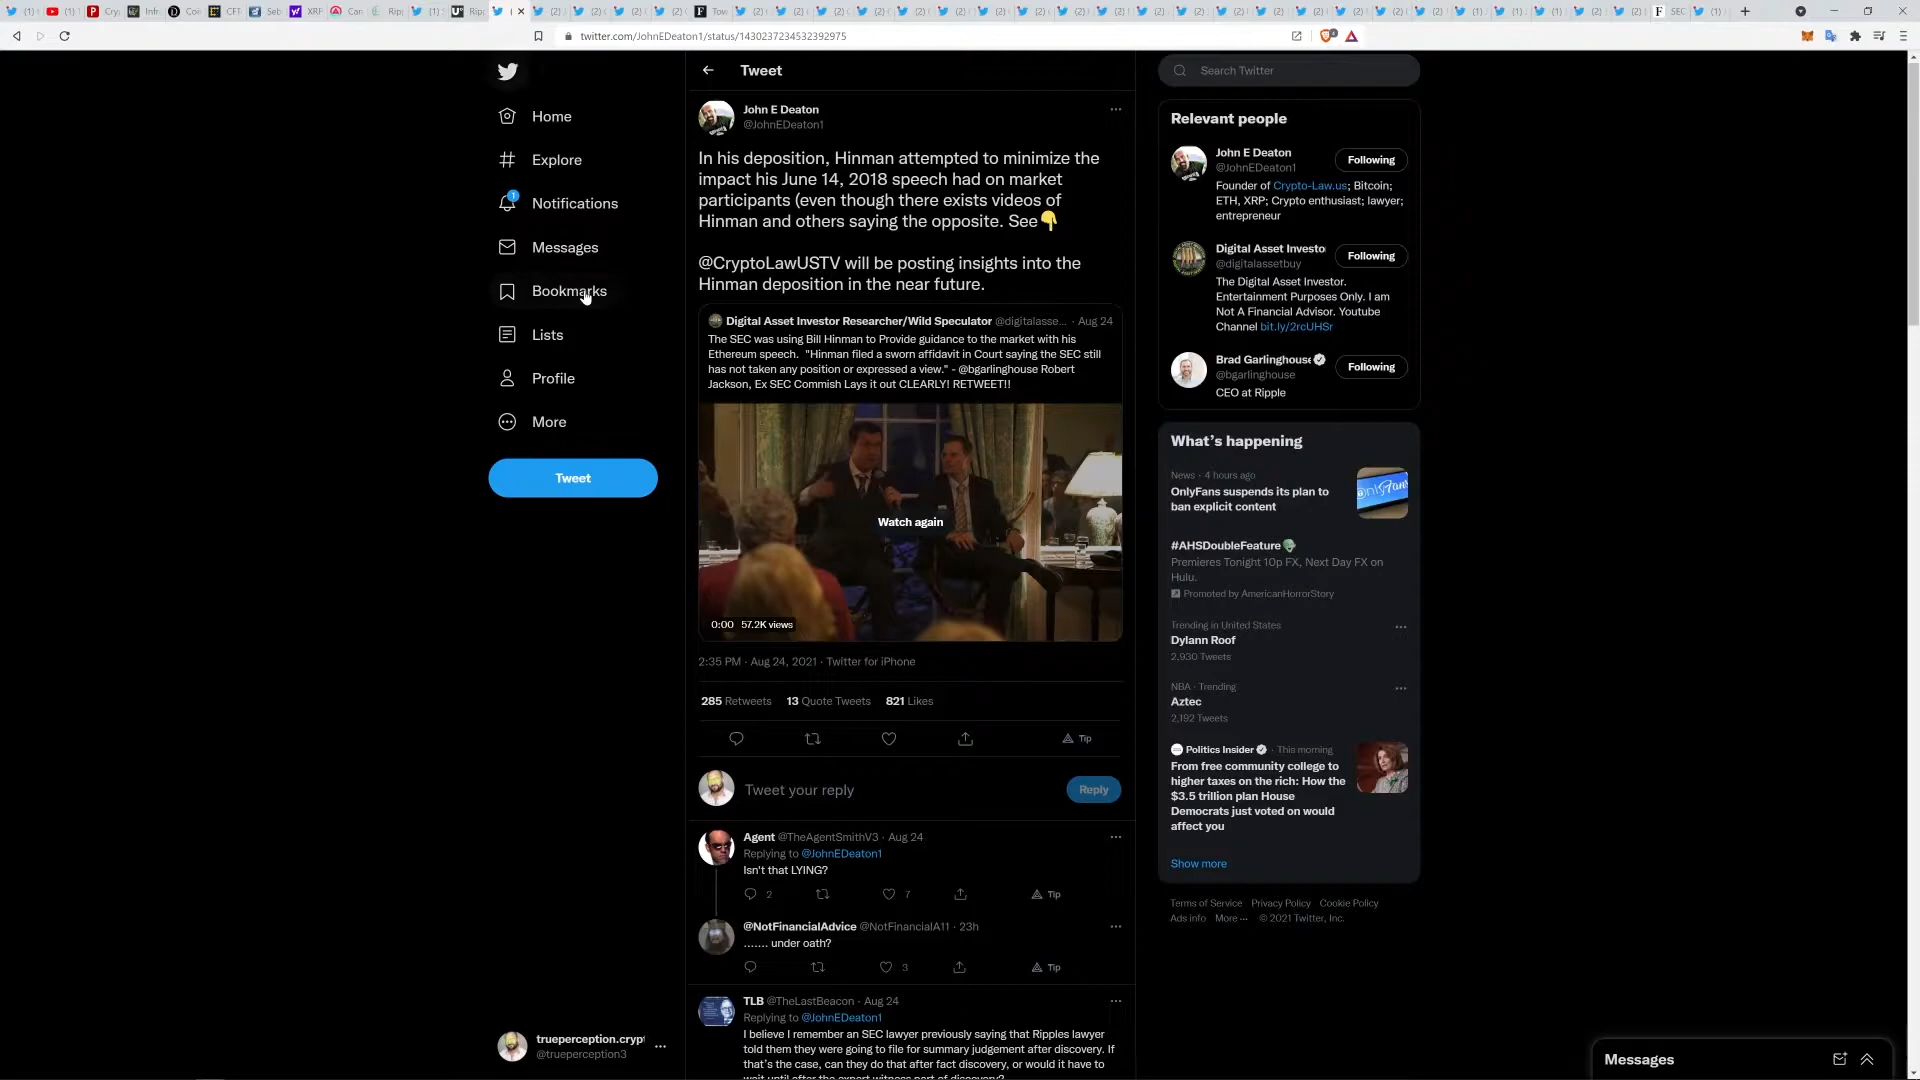 twitter.com/JohnEDeaton1/status/1430237234532392975
Home
Explore
1
Notifications
Messages
Bookmarks
Lists
Profile
More
Tweet
trueperception.crypt
@trueperception3
Tweet
John E Deaton
@JohnEDeaton1
In his deposition, Hinman attempted to minimize the
impact his June 14, 2018 speech had on market
participants (even though there exists videos of
Hinman and others saying the opposite. See👇
@CryptoLawUSTV will be posting insights into the
Hinman deposition in the near future.
Digital Asset Investor Researcher/Wild Speculator @digitalasse... · Aug 24
The SEC was using Bill Hinman to Provide guidance to the market with his
Ethereum speech. "Hinman filed a sworn affidavit in Court saying the SEC still
has not taken any position or expressed a view." - @bgarlinghouse Robert
Jackson, Ex SEC Commish Lays it out CLEARLY! RETWEET!!
Watch again
0:00 57.2K views
2:35 PM · Aug 24, 2021 · Twitter for iPhone
285 Retweets 13 Quote Tweets 821 Likes
Tip
Tweet your reply
Reply
Agent @TheAgentSmithV3 · Aug 24
Replying to @JohnEDeaton1
Isn't that LYING?
2 7 Tip
@NotFinancialAdvice @NotFinancialA11 · 23h
....... under oath?
3 Tip
TLB @TheLastBeacon · Aug 24
Replying to @JohnEDeaton1
I believe I remember an SEC lawyer previously saying that Ripples lawyer
told them they were going to file for summary judgement after discovery. If
that's the case, can they do that after fact discovery, or would it have to
wait until after the expert witness part of discovery?
Search Twitter
Relevant people
John E Deaton
@JohnEDeaton1
Following
Founder of Crypto-Law.us; Bitcoin;
ETH, XRP; Crypto enthusiast; lawyer;
entrepreneur
Digital Asset Investo
@digitalassetbuy
Following
The Digital Asset Investor.
Entertainment Purposes Only. I am
Not A Financial Advisor. Youtube
Channel bit.ly/2rcUHSr
Brad Garlinghouse
@bgarlinghouse
Following
CEO at Ripple
What's happening
News · 4 hours ago
OnlyFans suspends its plan to
ban explicit content
#AHSDoubleFeature
Premieres Tonight 10p FX, Next Day FX on
Hulu.
Promoted by AmericanHorrorStory
Trending in United States
Dylann Roof
2,930 Tweets
NBA · Trending
Aztec
2,192 Tweets
Politics Insider · This morning
From free community college to
higher taxes on the rich: How the
$3.5 trillion plan House
Democrats just voted on would
affect you
Show more
Terms of Service Privacy Policy Cookie Policy
Ads info More ··· © 2021 Twitter, Inc.
Messages